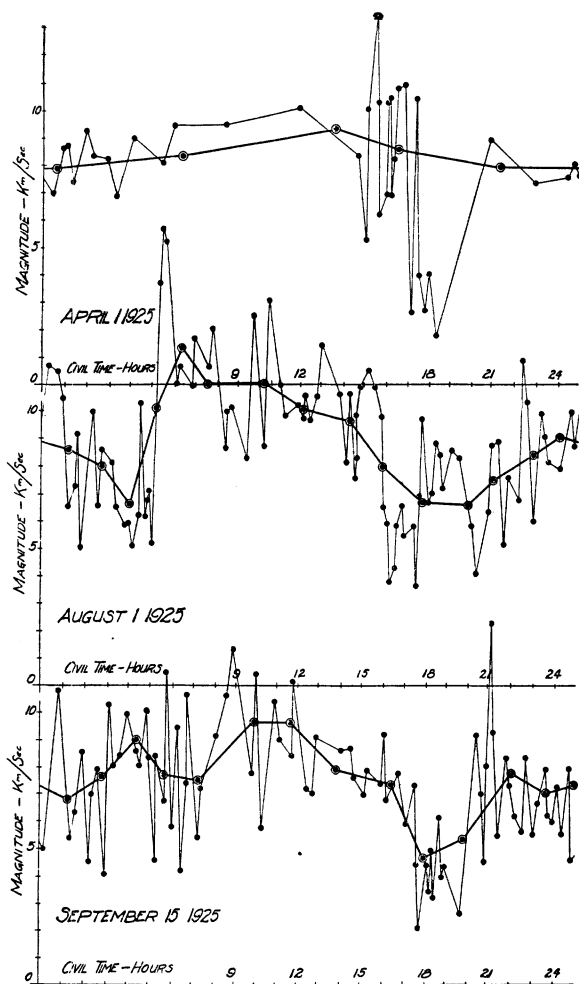 10
5
MAGNITUDE – Km/Sec
APRIL 1 1925
CIVIL TIME – HOURS 9 12 15 18 21 24
0
10
5
MAGNITUDE – Km/Sec
AUGUST 1 1925
CIVIL TIME – HOURS 9 12 15 18 21 24
0
10
5
MAGNITUDE – Km/Sec
SEPTEMBER 15 1925
CIVIL TIME – HOURS 9 12 15 18 21 24
0